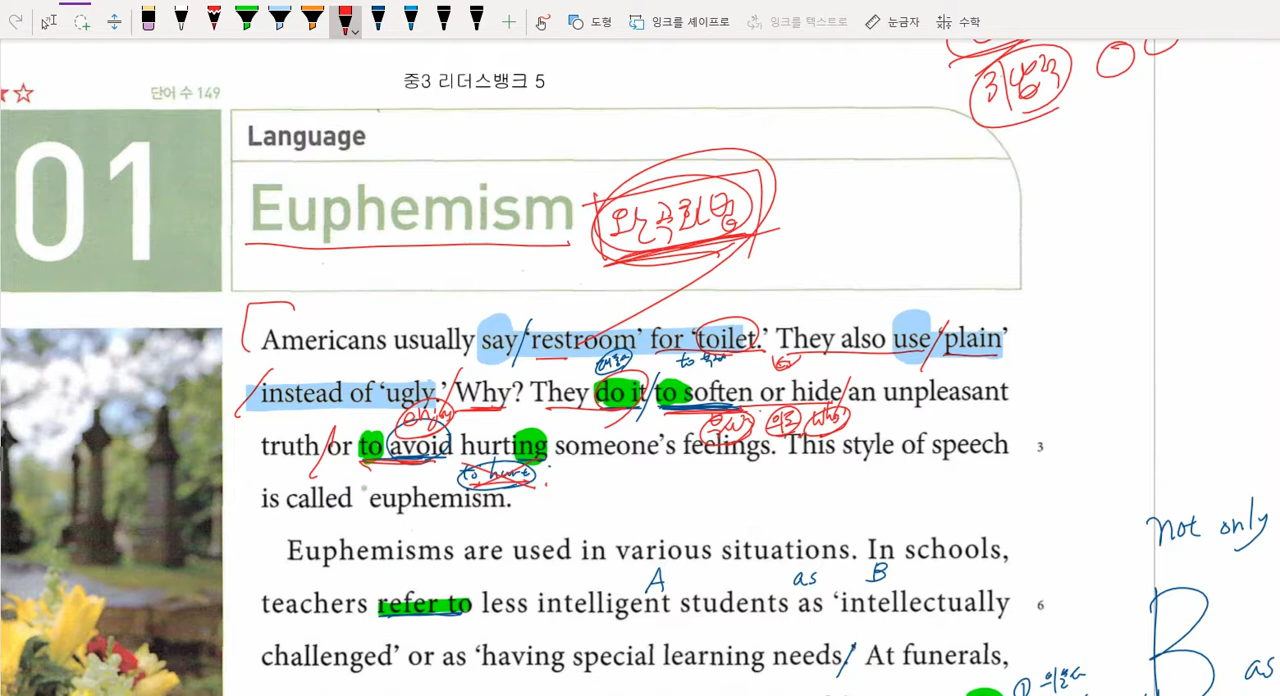 도형 잉크를 셰이프로 잉크를 텍스트로 눈금자 수학
중3 리더스뱅크 5
단어 수 149
01
Language
Euphemism 완곡화법
Americans usually say 'restroom' for 'toilet.' They also use 'plain'
instead of 'ugly.' Why? They do it to soften or hide an unpleasant
enjoy
truth or to avoid hurting someone's feelings. This style of speech 3
to hurt
is called euphemism.
not only
Euphemisms are used in various situations. In schools,
A as B
teachers refer to less intelligent students as 'intellectually 6
B as
challenged' or as 'having special learning needs.' At funerals,